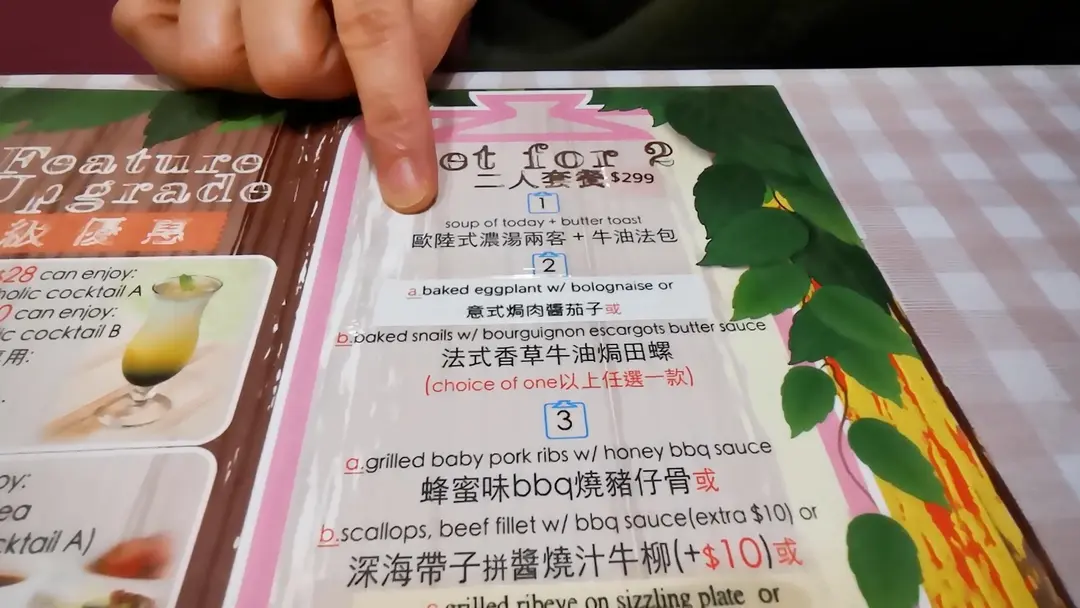 Feature
Upgrade
級優惠
$28 can enjoy:
holic cocktail A
0 can enjoy:
lic cocktail B
用:
oy:
ea
cktail A)
et for 2
二人套餐 $299
1
soup of today + butter toast
歐陸式濃湯兩客 + 牛油法包
2
a.baked eggplant w/ bolognaise or
意式焗肉醬茄子或
b.baked snails w/ bourguignon escargots butter sauce
法式香草牛油焗田螺
(choice of one以上任選一款)
3
a.grilled baby pork ribs w/ honey bbq sauce
蜂蜜味bbq燒豬仔骨或
b.scallops, beef fillet w/ bbq sauce(extra $10) or
深海帶子拼醬燒汁牛柳(+$10)或
c.grilled ribeye on sizzling plate or